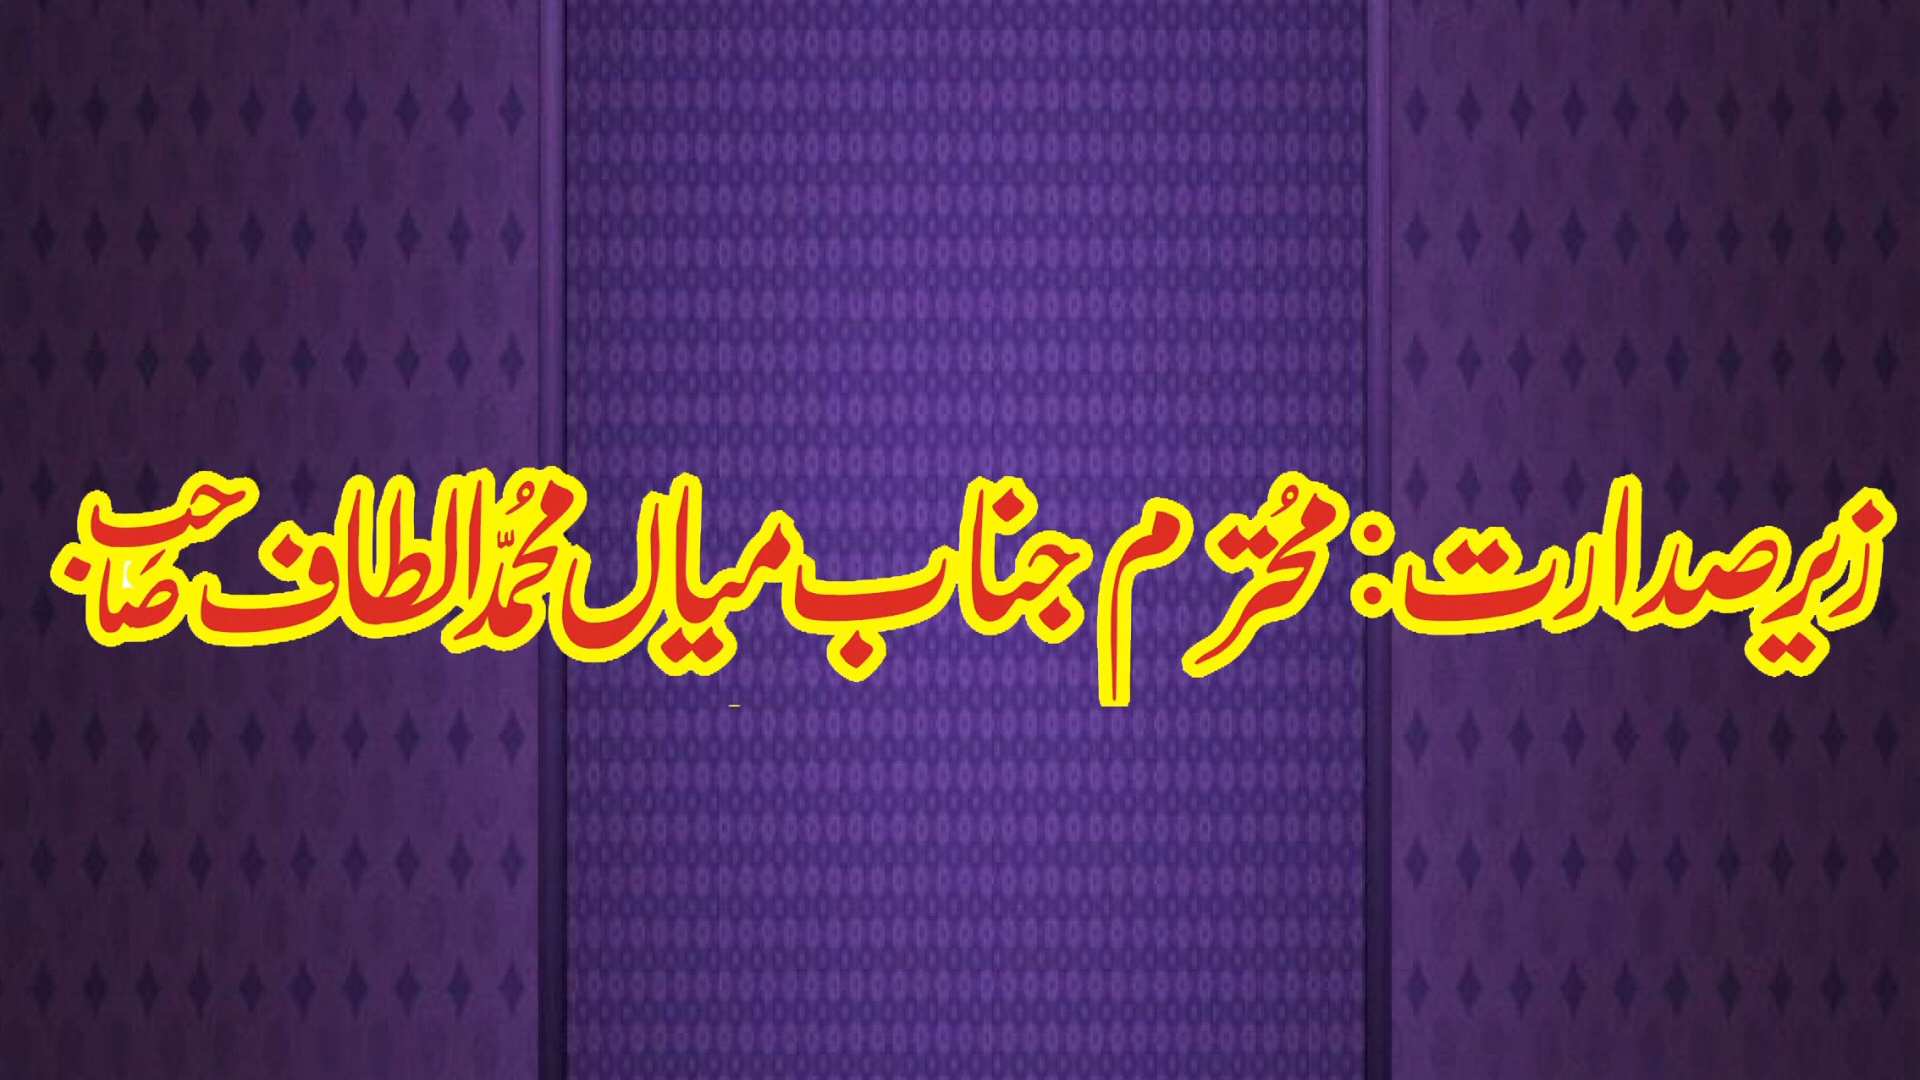 زیر صدارت: محترم جناب میاں محمد الطاف صاحب